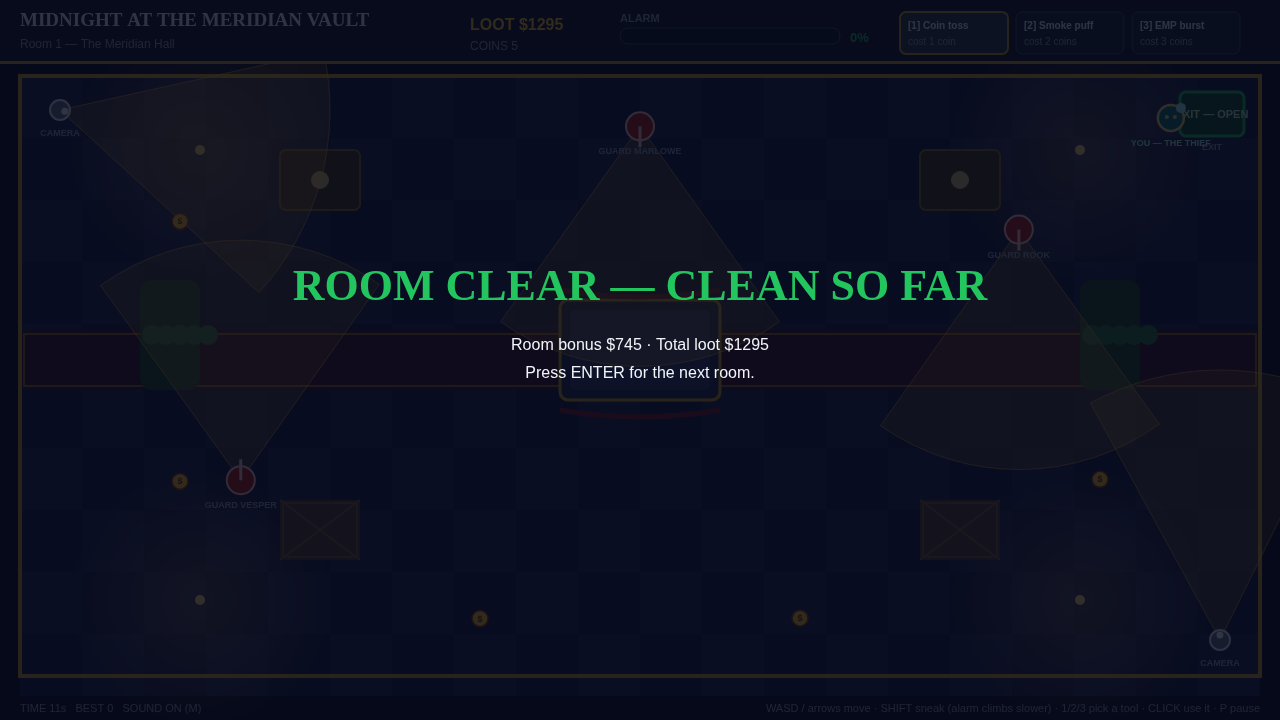 MIDNIGHT AT THE MERIDIAN VAULT
Room 1 — The Meridian Hall
LOOT $1295
COINS 5
ALARM
0%
[1] Coin toss
cost 1 coin
[2] Smoke puff
cost 2 coins
[3] EMP burst
cost 3 coins
CAMERA
GUARD MARLOWE
XIT — OPEN
YOU — THE THIEF
EXIT
$
GUARD ROOK
ROOM CLEAR — CLEAN SO FAR
Room bonus $745 · Total loot $1295
Press ENTER for the next room.
$
$
GUARD VESPER
$
$
CAMERA
TIME 11s BEST 0 SOUND ON (M)
WASD / arrows move · SHIFT sneak (alarm climbs slower) · 1/2/3 pick a tool · CLICK use it · P pause